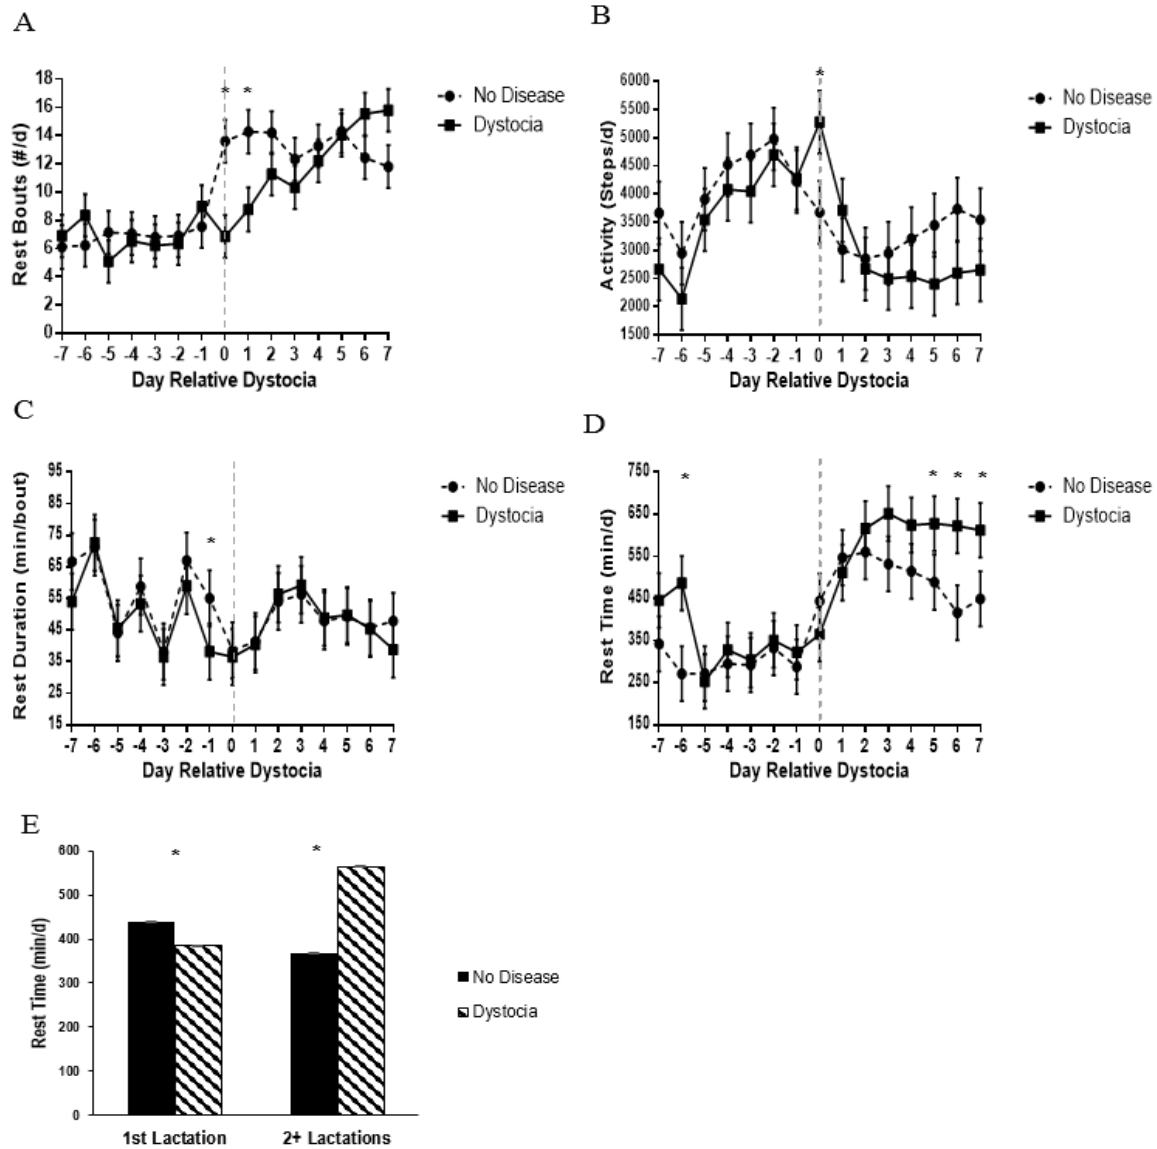 A
Rest Bouts (#/d)
18
16
14
12
10
8
6
4
2
0
* *
-7 -6 -5 -4 -3 -2 -1 0 1 2 3 4 5 6 7
Day Relative Dystocia
No Disease
Dystocia
B
Activity (Steps/d)
6000
5500
5000
4500
4000
3500
3000
2500
2000
1500
*
-7 -6 -5 -4 -3 -2 -1 0 1 2 3 4 5 6 7
Day Relative Dystocia
No Disease
Dystocia
C
Rest Duration (min/bout)
95
85
75
65
55
45
35
25
15
*
-7 -6 -5 -4 -3 -2 -1 0 1 2 3 4 5 6 7
Day Relative Dystocia
No Disease
Dystocia
D
Rest Time (min/d)
750
650
550
450
350
250
150
* * * *
-7 -6 -5 -4 -3 -2 -1 0 1 2 3 4 5 6 7
Day Relative Dystocia
No Disease
Dystocia
E
Rest Time (min/d)
600
500
400
300
200
100
0
* *
1st Lactation 2+ Lactations
No Disease
Dystocia